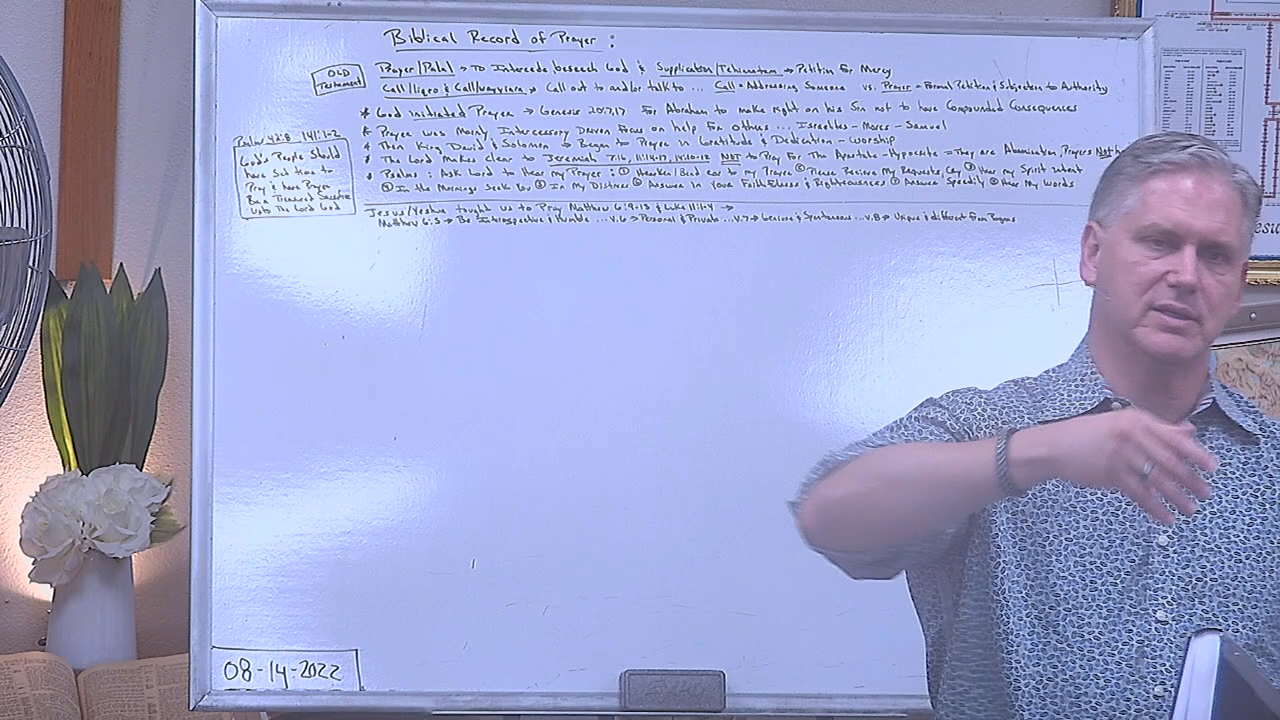 Biblical Record of Prayer :
OLD
Testament
Prayer/Palal → Intercede/beseech God & Supplication/Techinnah → Petition For Mercy
Call out to and/or talk to ... Call = Addressing Someone vs. Prayer = Formal Petition & Subjection to Authority
* God initiated Prayer → Genesis 20:7,17 For Abraham to make right on his Sin not to have Compounded Consequences
* Prayer was Mainly Intercessory Driven Focus on help For others ... Israelites - Moses - Samuel
* Then King David & Solomon → Began to Prayer in Gratitude & Dedication - Worship
* The Lord Makes clear to Jeremiah 7:16, 11:14-17, 14:10-12 NOT to Pray For The Apostate - = They are Abomination, Prayers Not
* Psalms : Ask Lord to Hear my Prayer : ① Hearken/Bend ear to my Prayer ② Please Recieve My Requests, Cry ③ Hear my Spirit intent
④ In the Morning Seek You ⑤ In My Distress ⑥ Answer in Your Faithfulness & Righteousness ⑦ Answer Speedily ⑧ Hear My Words
Psalm 42:8 141:1-2
God's People Should
have Set time to
Pray & have Prayer
Be a Treasured Sacrifice
Unto The Lord God
Jesus/Yeshua taught us to Pray Matthew 6:9-13 & Luke 11:1-4 →
Matthew 6:5 → Be Introspective & Humble ... v.6 → Personal & Private ... v.7 → Genuine & Spontaneous ... v.8 → Unique & different From Pagans
08-14-2022